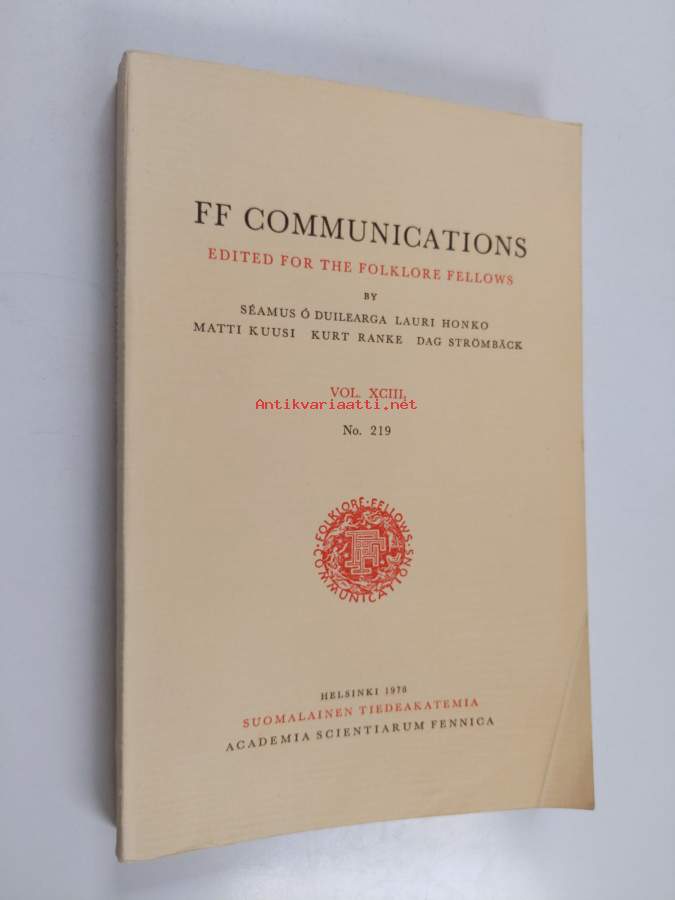 FF COMMUNICATIONS
EDITED FOR THE FOLKLORE FELLOWS
BY
SÉAMUS Ó DUILEARGA LAURI HONKO
MATTI KUUSI KURT RANKE DAG STRÖMBÄCK
VOL. XCIII,
Antikvariaatti.net
No. 219
FOLKLORE · FELLOWS ·
COMMUNICATIONS
FF
HELSINKI 1978
SUOMALAINEN TIEDEAKATEMIA
ACADEMIA SCIENTIARUM FENNICA